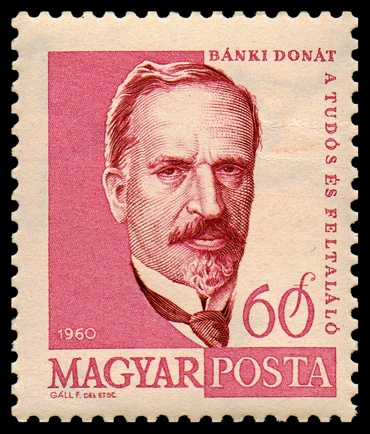 BÁNKI DONÁT
A TUDÓS ÉS FELTALÁLÓ
60f
1960
MAGYAR POSTA
GÁLL F. DEL ET SC.